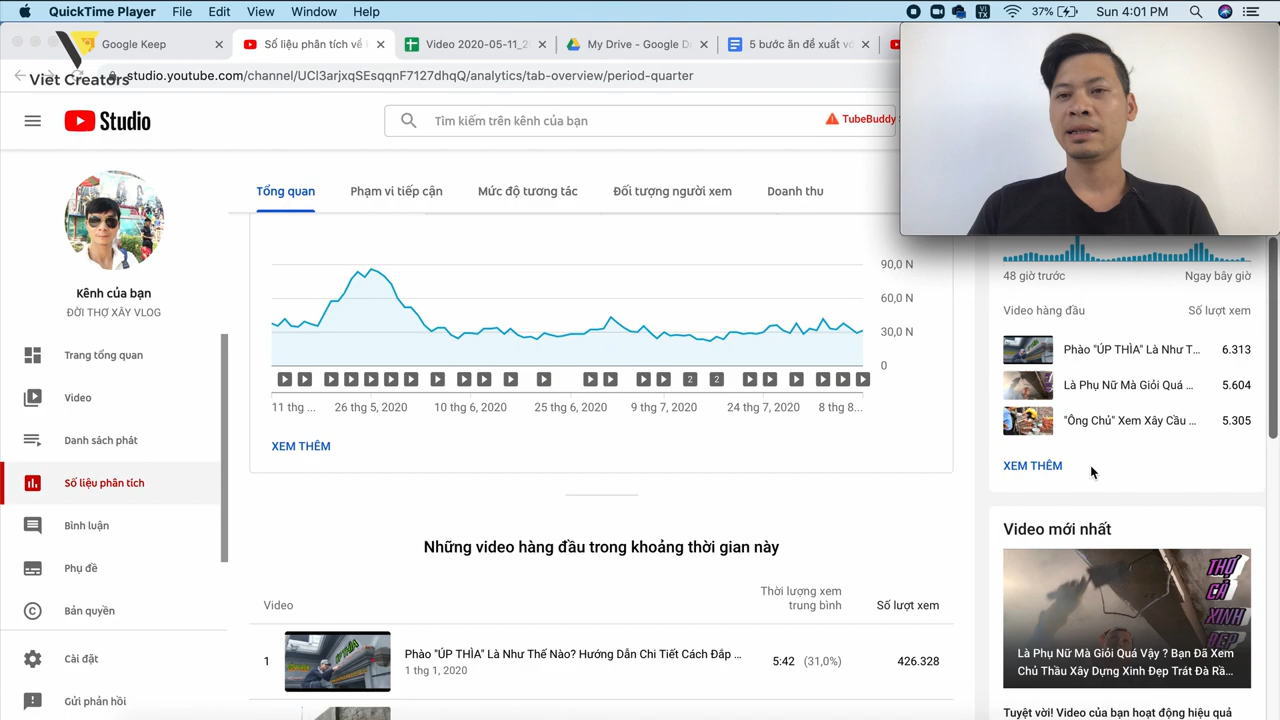 QuickTime Player File Edit View Window Help
37% Sun 4:01 PM
Google Keep
Số liệu phân tích về
Video 2020-05-11_2
My Drive - Google D
5 bước ăn đề xuất vớ
Viet Creators
studio.youtube.com/channel/UCl3arjxqSEsqqnF7127dhqQ/analytics/tab-overview/period-quarter
Studio
Tìm kiếm trên kênh của bạn
TubeBuddy
Tổng quan
Phạm vi tiếp cận
Mức độ tương tác
Đối tượng người xem
Doanh thu
Kênh của bạn
ĐỜI THỢ XÂY VLOG
Trang tổng quan
Video
Danh sách phát
Số liệu phân tích
Bình luận
Phụ đề
Bản quyền
Cài đặt
Gửi phản hồi
90,0 N
60,0 N
30,0 N
0
2 2
11 thg ...
26 thg 5, 2020
10 thg 6, 2020
25 thg 6, 2020
9 thg 7, 2020
24 thg 7, 2020
8 thg 8...
XEM THÊM
Những video hàng đầu trong khoảng thời gian này
Video
Thời lượng xem
trung bình
Số lượt xem
1
Phào "ÚP THÌA" Là Như Thế Nào? Hướng Dẫn Chi Tiết Cách Đắp ...
1 thg 1, 2020
5:42 (31,0%)
426.328
48 giờ trước
Ngay bây giờ
Video hàng đầu
Số lượt xem
Phào "ÚP THÌA" Là Như T...
6.313
Là Phụ Nữ Mà Giỏi Quá ...
5.604
"Ông Chủ" Xem Xây Cầu ...
5.305
XEM THÊM
Video mới nhất
THỢ
CẢ
XINH
ĐẸP
Là Phụ Nữ Mà Giỏi Quá Vậy ? Bạn Đã Xem
Chủ Thầu Xây Dựng Xinh Đẹp Trát Đà Rầ...
Tuyệt vời! Video của bạn hoạt động hiệu quả